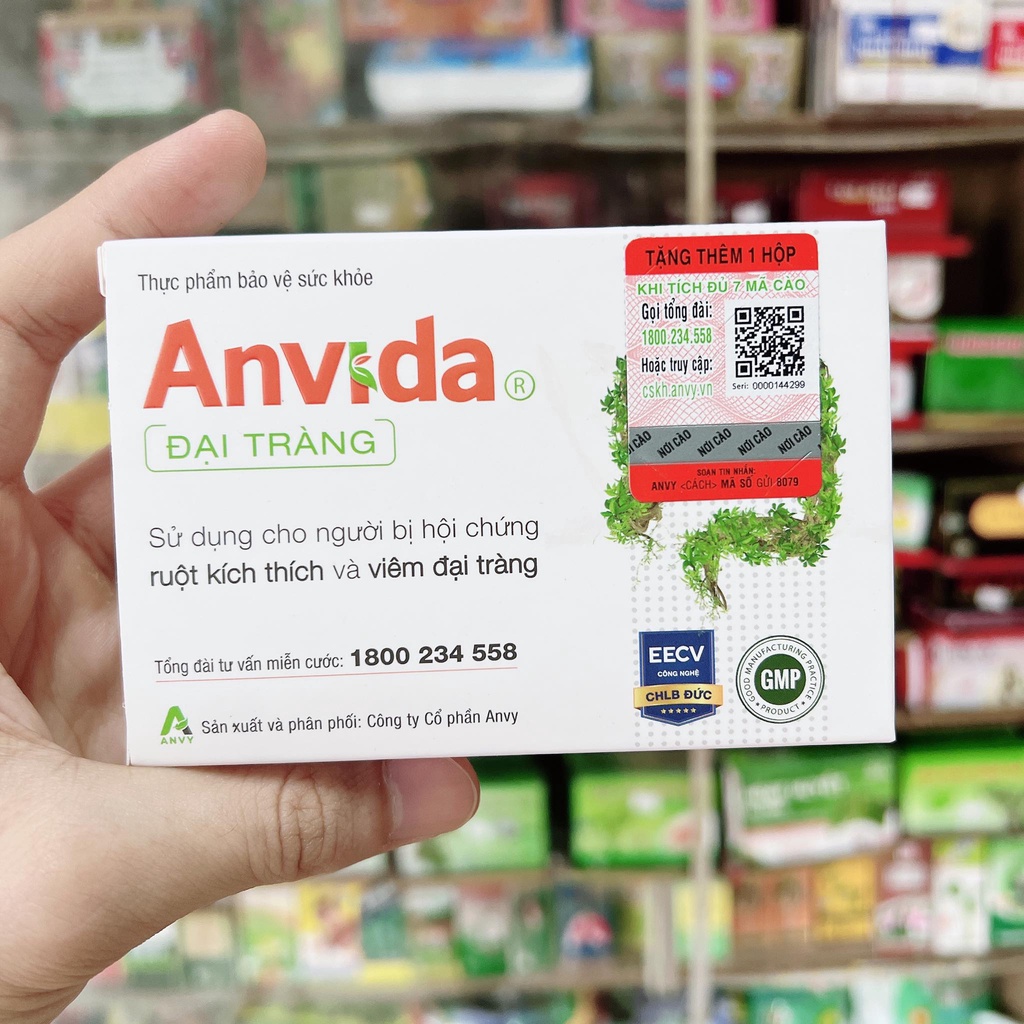 Thực phẩm bảo vệ sức khỏe
Anvida®
ĐẠI TRÀNG
Sử dụng cho người bị hội chứng
ruột kích thích và viêm đại tràng
Tổng đài tư vấn miễn cước: 1800 234 558
ANVY
Sản xuất và phân phối: Công ty Cổ phần Anvy
TẶNG THÊM 1 HỘP
KHI TÍCH ĐỦ 7 MÃ CÀO
Gọi tổng đài:
1800.234.558
Hoặc truy cập:
cskh.anvy.vn
Seri: 0000144299
NƠI CÀO NƠI CÀO NƠI CÀO
SOẠN TIN NHẮN:
ANVY <CÁCH> MÃ SỐ GỬI 8079
EECV
CÔNG NGHỆ
CHLB ĐỨC
GOOD MANUFACTURING PRACTICE
GMP
PRODUCT